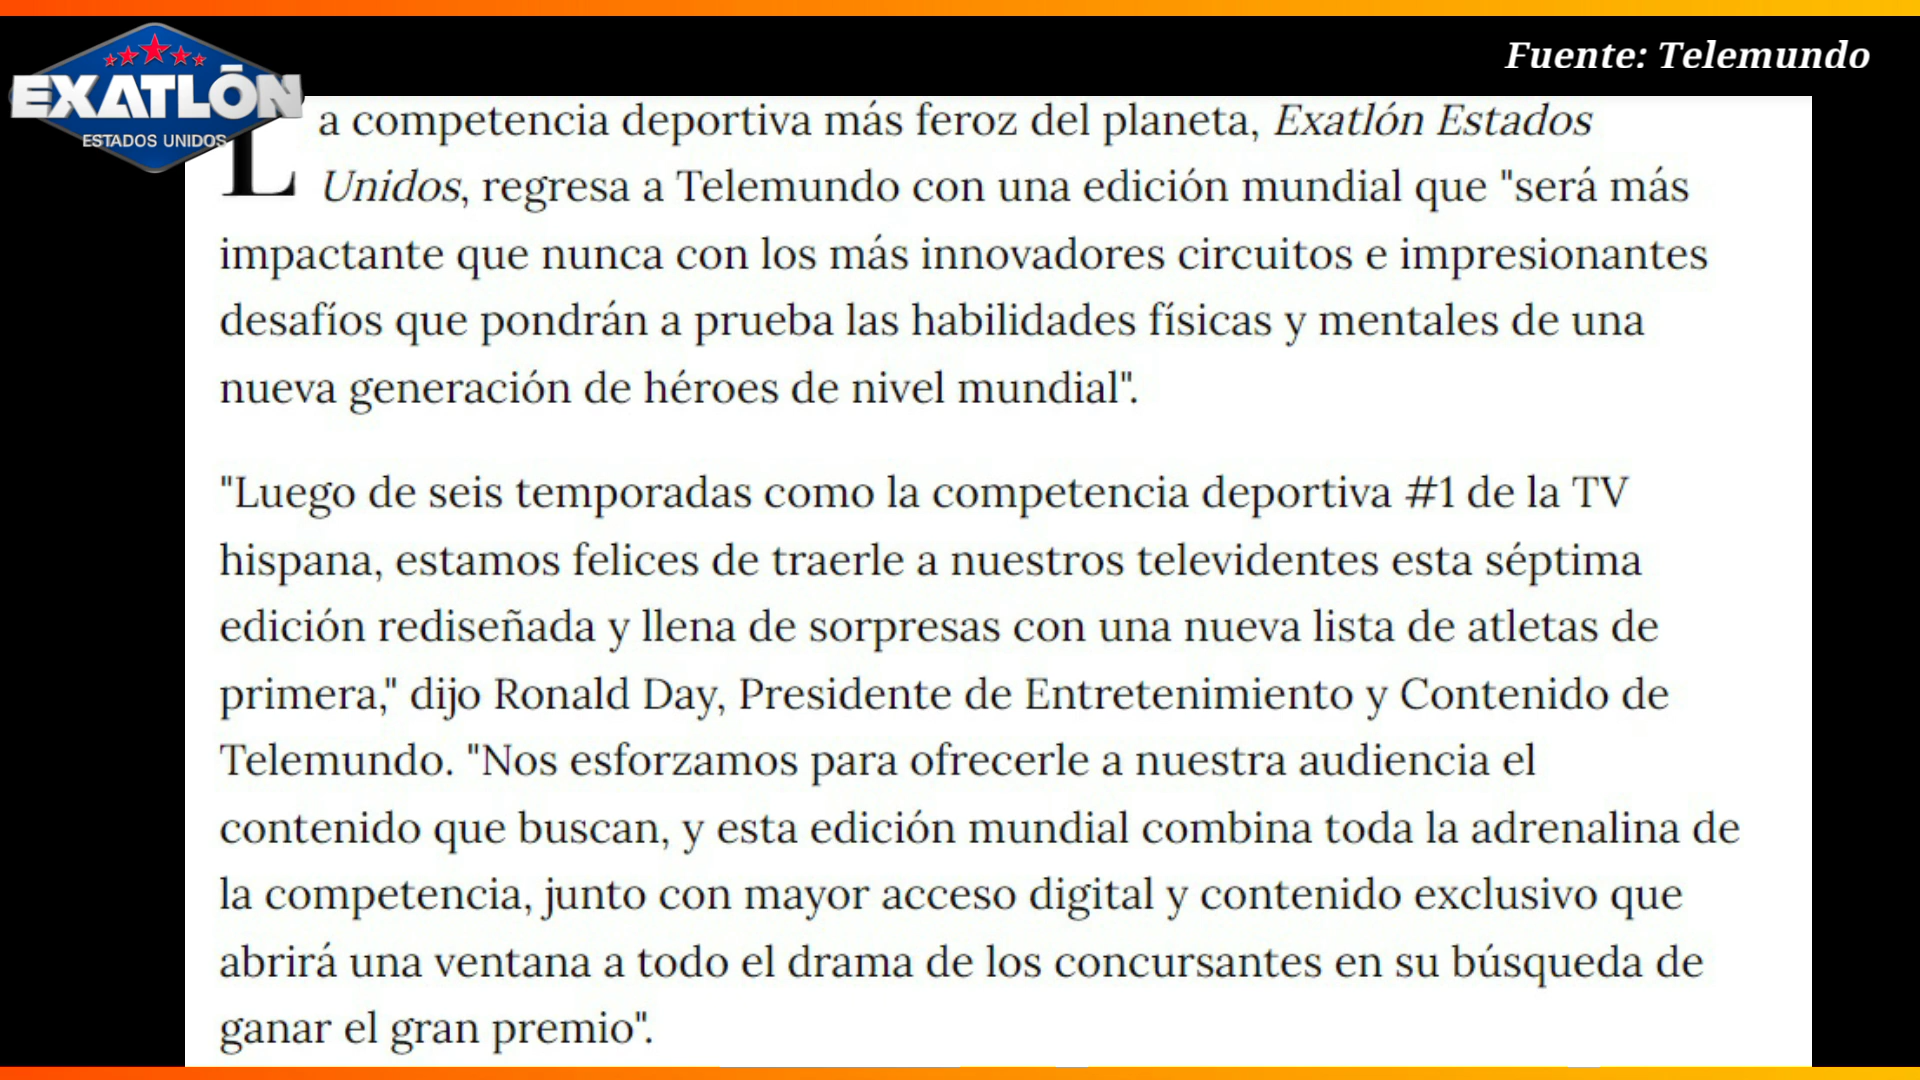 EXATLÓN
ESTADOS UNIDOS
Fuente: Telemundo
La competencia deportiva más feroz del planeta, Exatlón Estados
Unidos, regresa a Telemundo con una edición mundial que "será más
impactante que nunca con los más innovadores circuitos e impresionantes
desafíos que pondrán a prueba las habilidades físicas y mentales de una
nueva generación de héroes de nivel mundial".
"Luego de seis temporadas como la competencia deportiva #1 de la TV
hispana, estamos felices de traerle a nuestros televidentes esta séptima
edición rediseñada y llena de sorpresas con una nueva lista de atletas de
primera," dijo Ronald Day, Presidente de Entretenimiento y Contenido de
Telemundo. "Nos esforzamos para ofrecerle a nuestra audiencia el
contenido que buscan, y esta edición mundial combina toda la adrenalina de
la competencia, junto con mayor acceso digital y contenido exclusivo que
abrirá una ventana a todo el drama de los concursantes en su búsqueda de
ganar el gran premio".